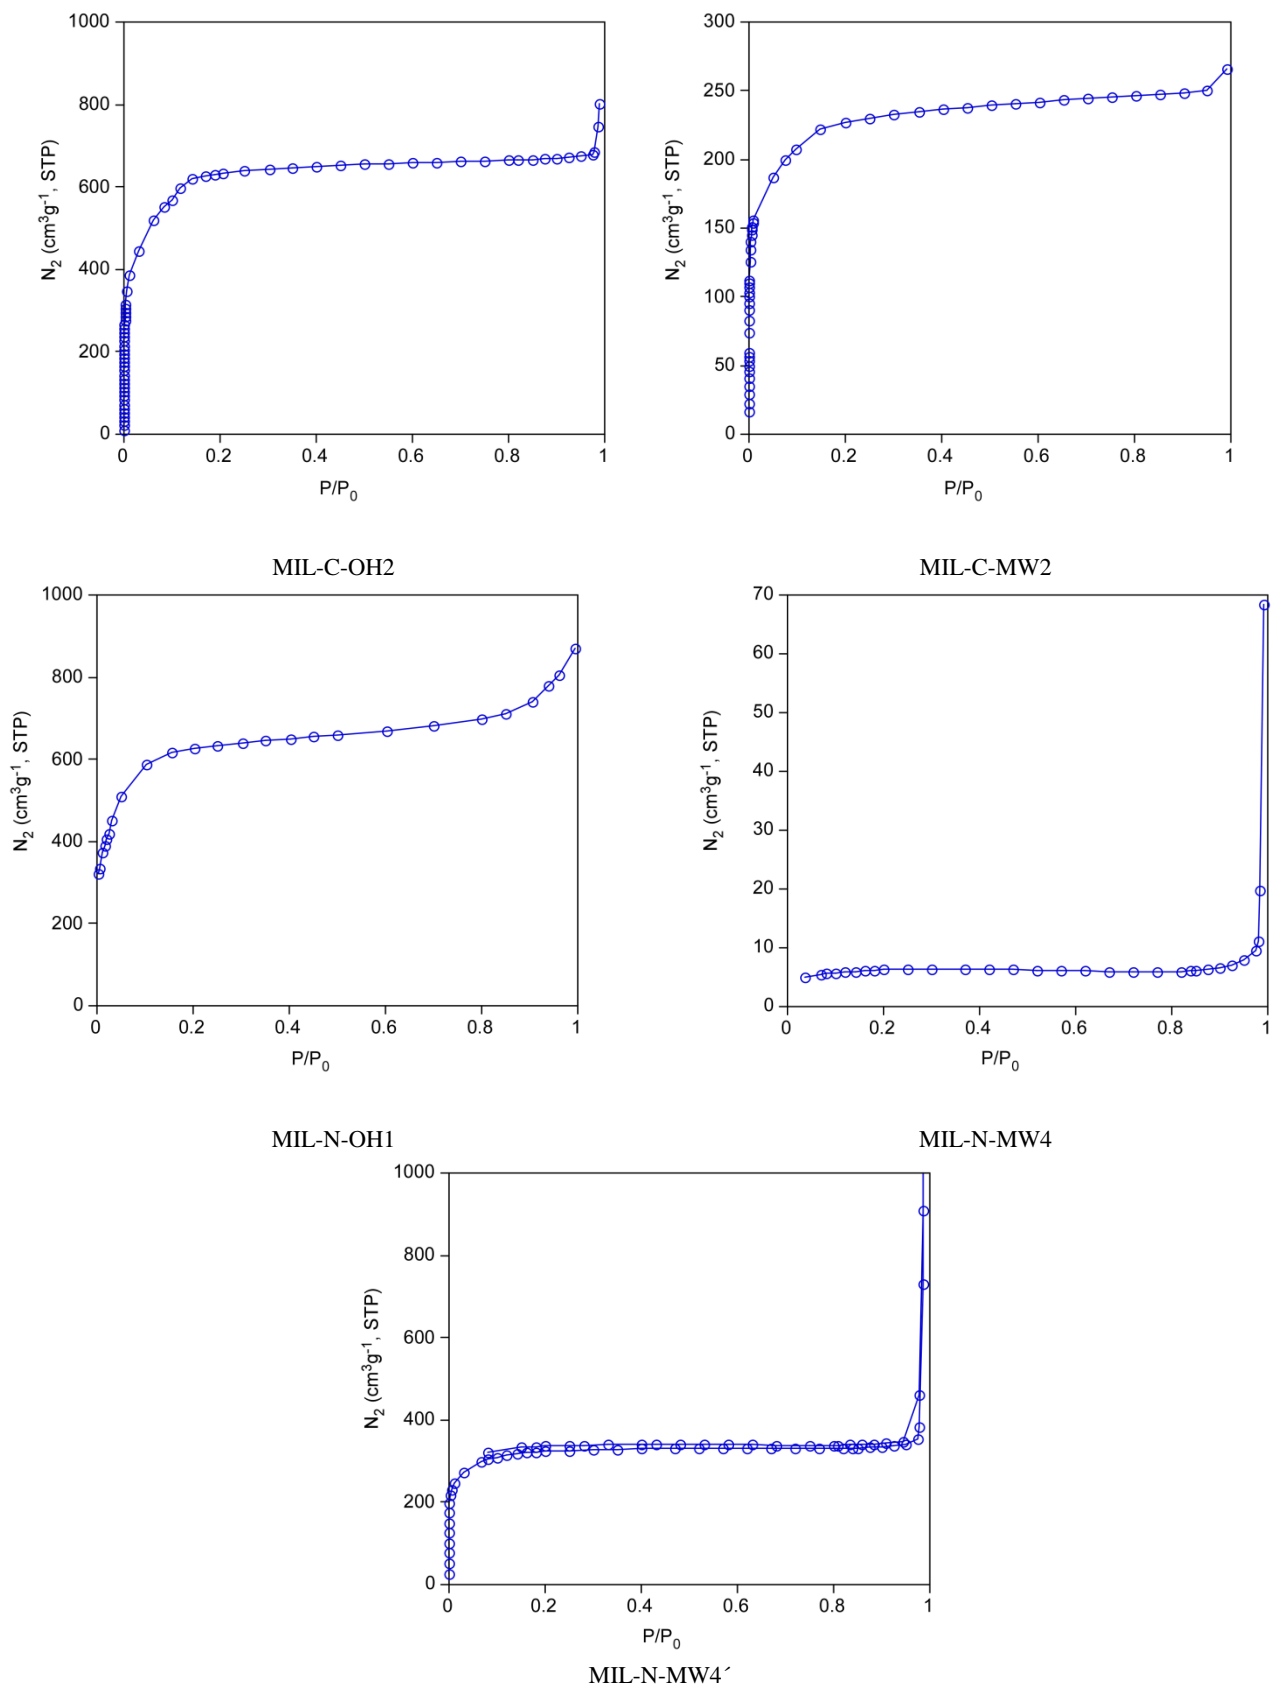 1000
800
600
400
200
0
N₂ (cm³g⁻¹, STP)
0 0.2 0.4 0.6 0.8 1
P/P₀
300
250
200
150
100
50
0
N₂ (cm³g⁻¹, STP)
0 0.2 0.4 0.6 0.8 1
P/P₀
MIL-C-OH2
MIL-C-MW2
1000
800
600
400
200
0
N₂ (cm³g⁻¹, STP)
0 0.2 0.4 0.6 0.8 1
P/P₀
70
60
50
40
30
20
10
0
N₂ (cm³g⁻¹, STP)
0 0.2 0.4 0.6 0.8 1
P/P₀
MIL-N-OH1
MIL-N-MW4
1000
800
600
400
200
0
N₂ (cm³g⁻¹, STP)
0 0.2 0.4 0.6 0.8 1
P/P₀
MIL-N-MW4´